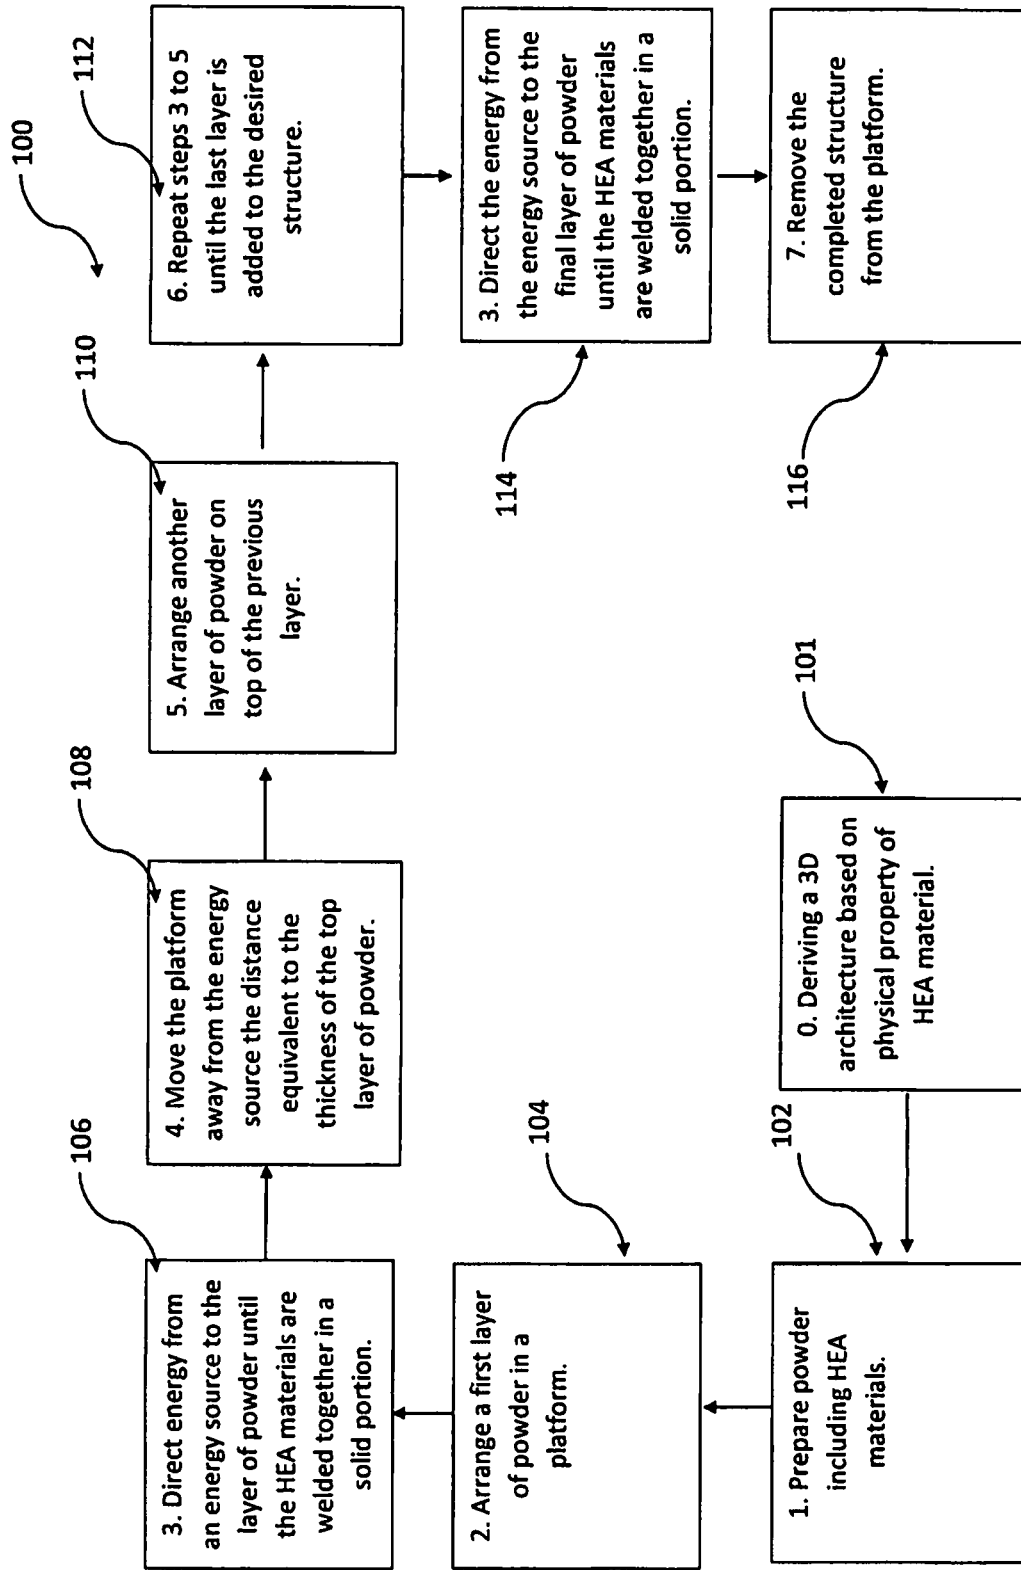 100
0. Deriving a 3D
architecture based on
physical property of
HEA material.
101
1. Prepare powder
including HEA
materials.
102
2. Arrange a first layer
of powder in a
platform.
104
3. Direct energy from
an energy source to the
layer of powder until
the HEA materials are
welded together in a
solid portion.
106
4. Move the platform
away from the energy
source the distance
equivalent to the
thickness of the top
layer of powder.
108
5. Arrange another
layer of powder on
top of the previous
layer.
110
6. Repeat steps 3 to 5
until the last layer is
added to the desired
structure.
112
3. Direct the energy from
the energy source to the
final layer of powder
until the HEA materials
are welded together in a
solid portion.
114
7. Remove the
completed structure
from the platform.
116